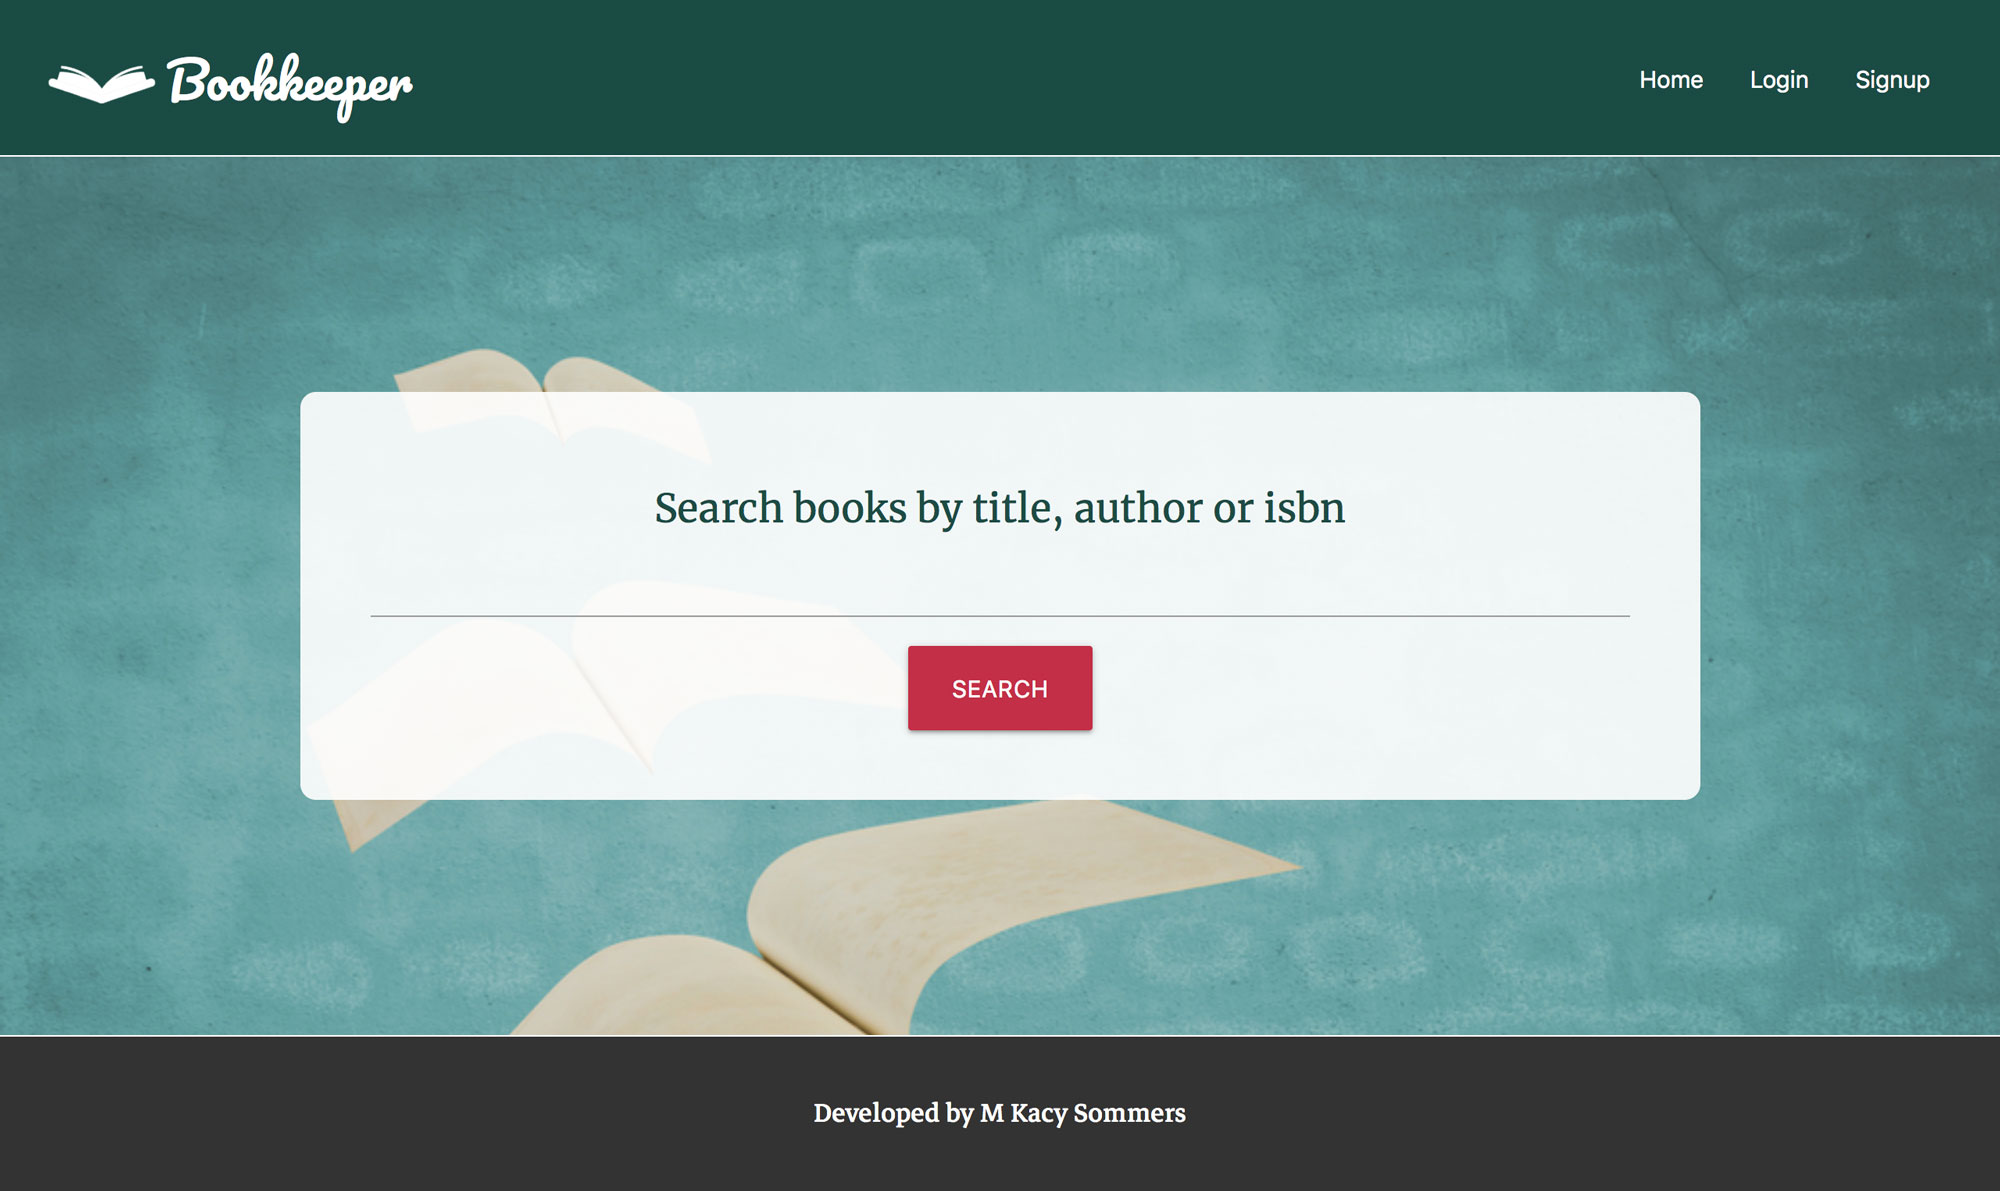 Bookkeeper
Home Login Signup
Search books by title, author or isbn
SEARCH
Developed by M Kacy Sommers